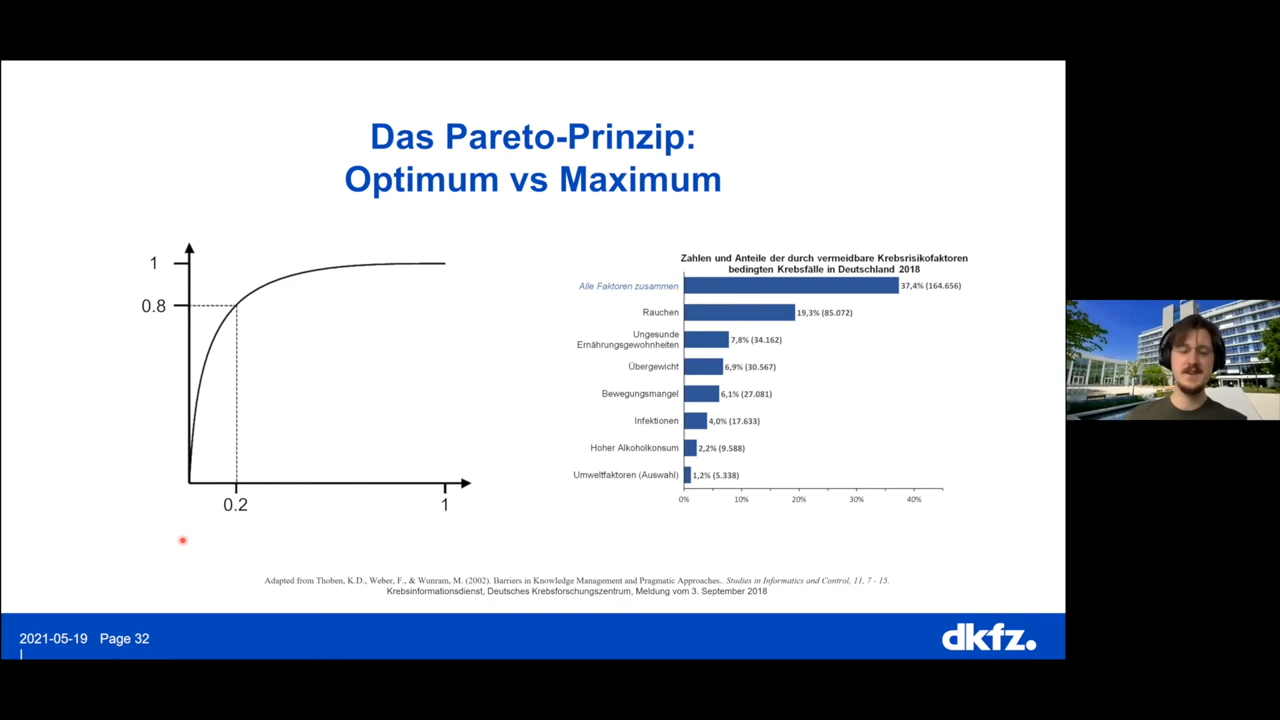 Das Pareto-Prinzip:
Optimum vs Maximum
1
0.8
0.2
1
Zahlen und Anteile der durch vermeidbare Krebsrisikofaktoren
bedingten Krebsfälle in Deutschland 2018
Alle Faktoren zusammen
37,4% (164.656)
Rauchen
19,3% (85.072)
Ungesunde
Ernährungsgewohnheiten
7,8% (34.162)
Übergewicht
6,9% (30.567)
Bewegungsmangel
6,1% (27.081)
Infektionen
4,0% (17.633)
Hoher Alkoholkonsum
2,2% (9.588)
Umweltfaktoren (Auswahl)
1,2% (5.338)
0% 10% 20% 30% 40%
Adapted from Thoben, K.D., Weber, F., & Wunram, M. (2002). Barriers in Knowledge Management and Pragmatic Approaches.. Studies in Informatics and Control, 11, 7 - 15.
Krebsinformationsdienst, Deutsches Krebsforschungszentrum, Meldung vom 3. September 2018
2021-05-19 Page 32
dkfz.